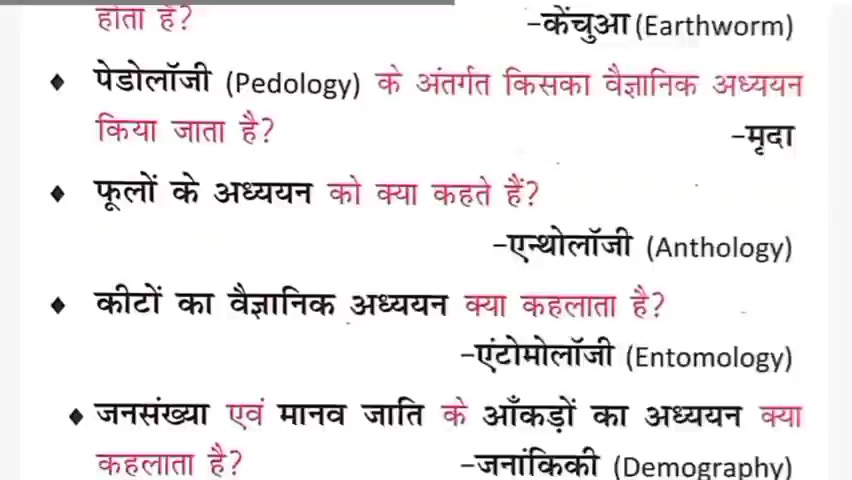 होता है?
–केंचुआ (Earthworm)
♦ पेडोलॉजी (Pedology) के अंतर्गत किसका वैज्ञानिक अध्ययन
किया जाता है? –मृदा
♦ फूलों के अध्ययन को क्या कहते हैं?
–एन्थोलॉजी (Anthology)
♦ कीटों का वैज्ञानिक अध्ययन क्या कहलाता है?
–एंटोमोलॉजी (Entomology)
♦ जनसंख्या एवं मानव जाति के आँकड़ों का अध्ययन क्या
कहलाता है? –जनांकिकी (Demography)